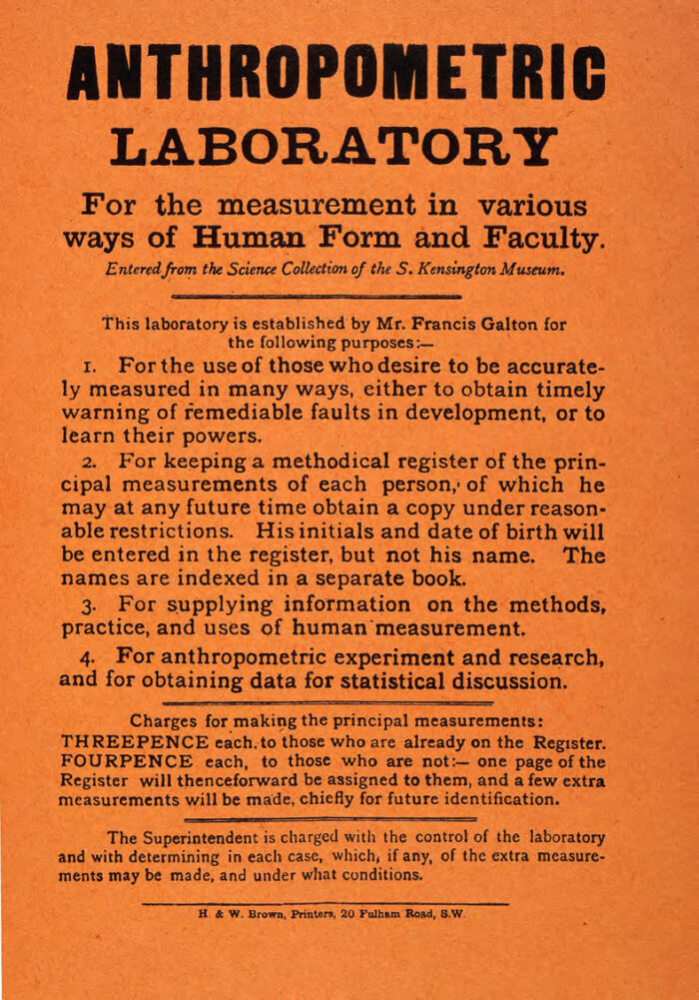 ANTHROPOMETRIC
LABORATORY
For the measurement in various
ways of Human Form and Faculty.
Entered from the Science Collection of the S. Kensington Museum.
This laboratory is established by Mr. Francis Galton for
the following purposes:—
1. For the use of those who desire to be accurate-
ly measured in many ways, either to obtain timely
warning of remediable faults in development, or to
learn their powers.
2. For keeping a methodical register of the prin-
cipal measurements of each person, of which he
may at any future time obtain a copy under reason-
able restrictions. His initials and date of birth will
be entered in the register, but not his name. The
names are indexed in a separate book.
3. For supplying information on the methods,
practice, and uses of human measurement.
4. For anthropometric experiment and research,
and for obtaining data for statistical discussion.
Charges for making the principal measurements:
THREEPENCE each, to those who are already on the Register.
FOURPENCE each, to those who are not:— one page of the
Register will thenceforward be assigned to them, and a few extra
measurements will be made, chiefly for future identification.
The Superintendent is charged with the control of the laboratory
and with determining in each case, which, if any, of the extra measure-
ments may be made, and under what conditions.
H. & W. Brown, Printers, 20 Fulham Road, S.W.